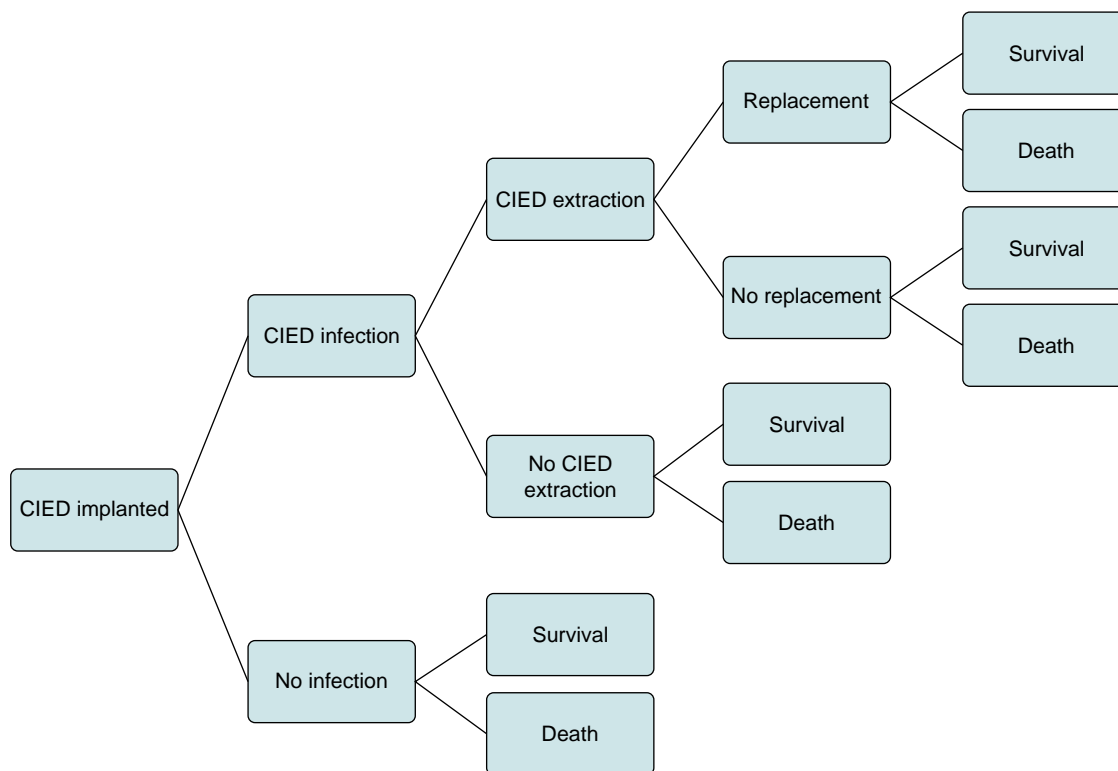 Survival
Replacement
Death
CIED extraction
Survival
No replacement
CIED infection
Death
Survival
No CIED
extraction
CIED implanted
Death
Survival
No infection
Death